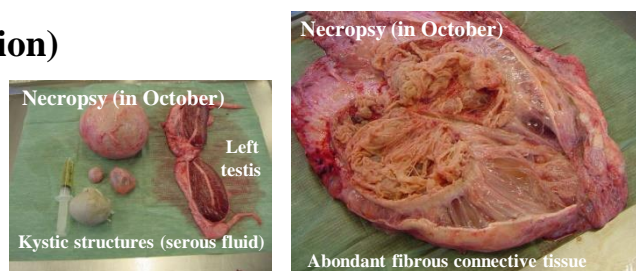 ion)
Necropsy (in October)
Left
testis
Kystic structures (serous fluid)
Necropsy (in October)
Abondant fibrous connective tissue